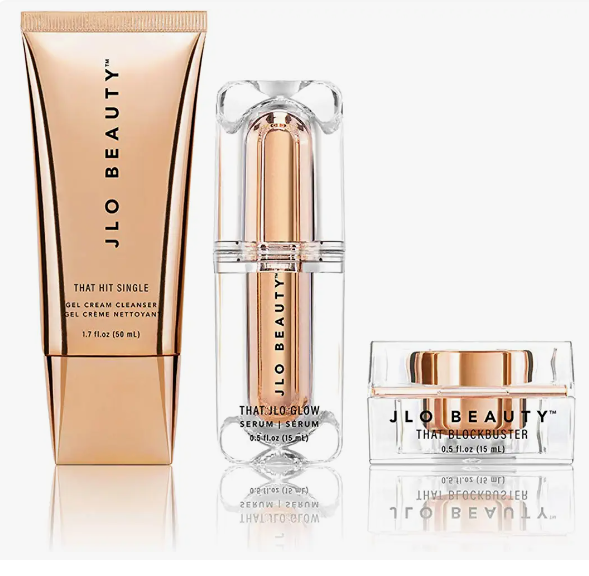 JLO BEAUTY™
THAT HIT SINGLE
GEL CREAM CLEANSER
GEL CRÈME NETTOYANT
1.7 fl.oz (50 mL)
JLO BEAUTY™
THAT JLO GLOW
SERUM | SÉRUM
0.5 fl.oz (15 mL)
JLO BEAUTY™
THAT BLOCKBUSTER
0.5 fl.oz (15 mL)